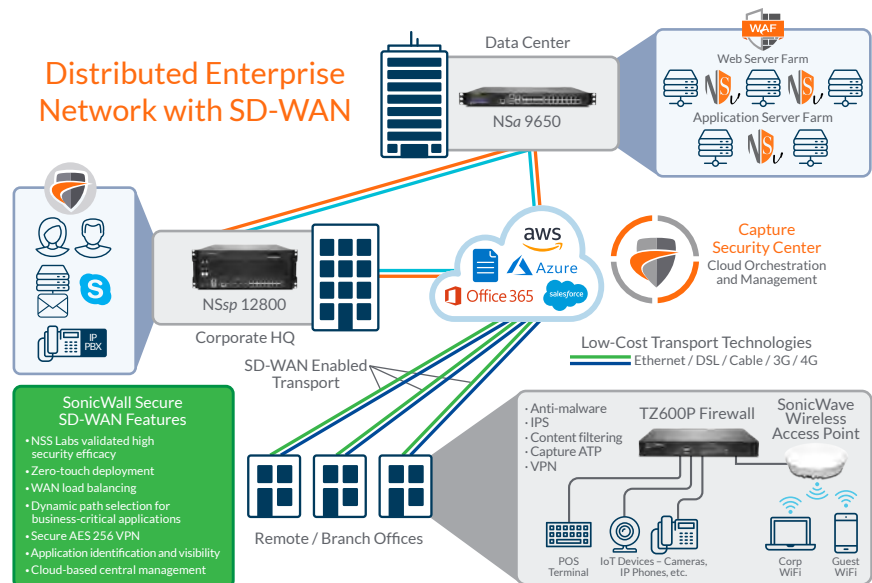 Distributed Enterprise
Network with SD-WAN
Data Center
NSa 9650
WAF
Web Server Farm
NSv
NSv
Application Server Farm
NSv
NSsp 12800
Corporate HQ
S
IP
PBX
aws
Azure
Office 365
salesforce
Capture
Security Center
Cloud Orchestration
and Management
Low-Cost Transport Technologies
Ethernet / DSL / Cable / 3G / 4G
SD-WAN Enabled
Transport
SonicWall Secure
SD-WAN Features
• NSS Labs validated high
security efficacy
• Zero-touch deployment
• WAN load balancing
• Dynamic path selection for
business-critical applications
• Secure AES 256 VPN
• Application identification and visibility
• Cloud-based central management
Remote / Branch Offices
• Anti-malware
• IPS
• Content filtering
• Capture ATP
• VPN
TZ600P Firewall
SonicWave
Wireless
Access Point
POS
Terminal
IoT Devices – Cameras,
IP Phones, etc.
Corp
WiFi
Guest
WiFi